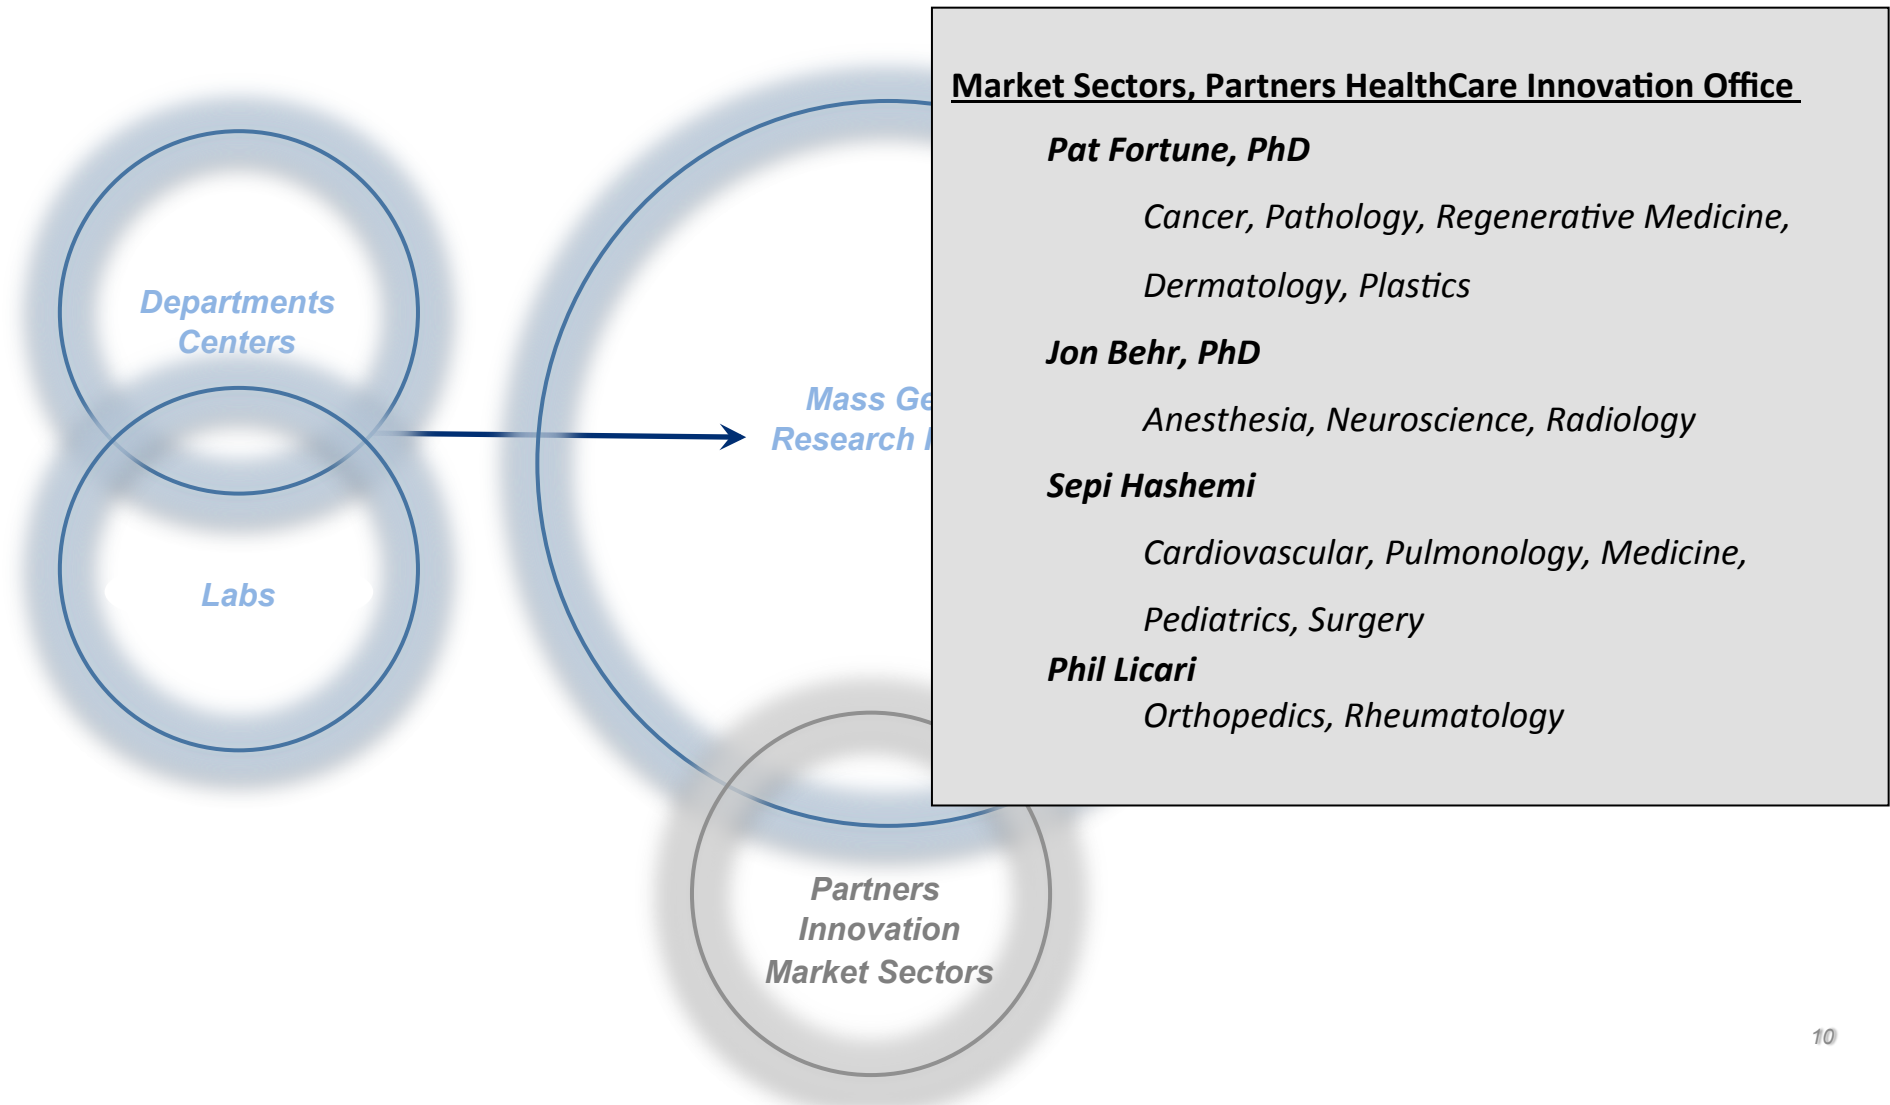 Departments
Centers
Labs
Mass
Research
Partners
Innovation
Market Sectors
Market Sectors, Partners HealthCare Innovation Office
Pat Fortune, PhD
Cancer, Pathology, Regenerative Medicine,
Dermatology, Plastics
Jon Behr, PhD
Anesthesia, Neuroscience, Radiology
Sepi Hashemi
Cardiovascular, Pulmonology, Medicine,
Pediatrics, Surgery
Phil Licari
Orthopedics, Rheumatology
10